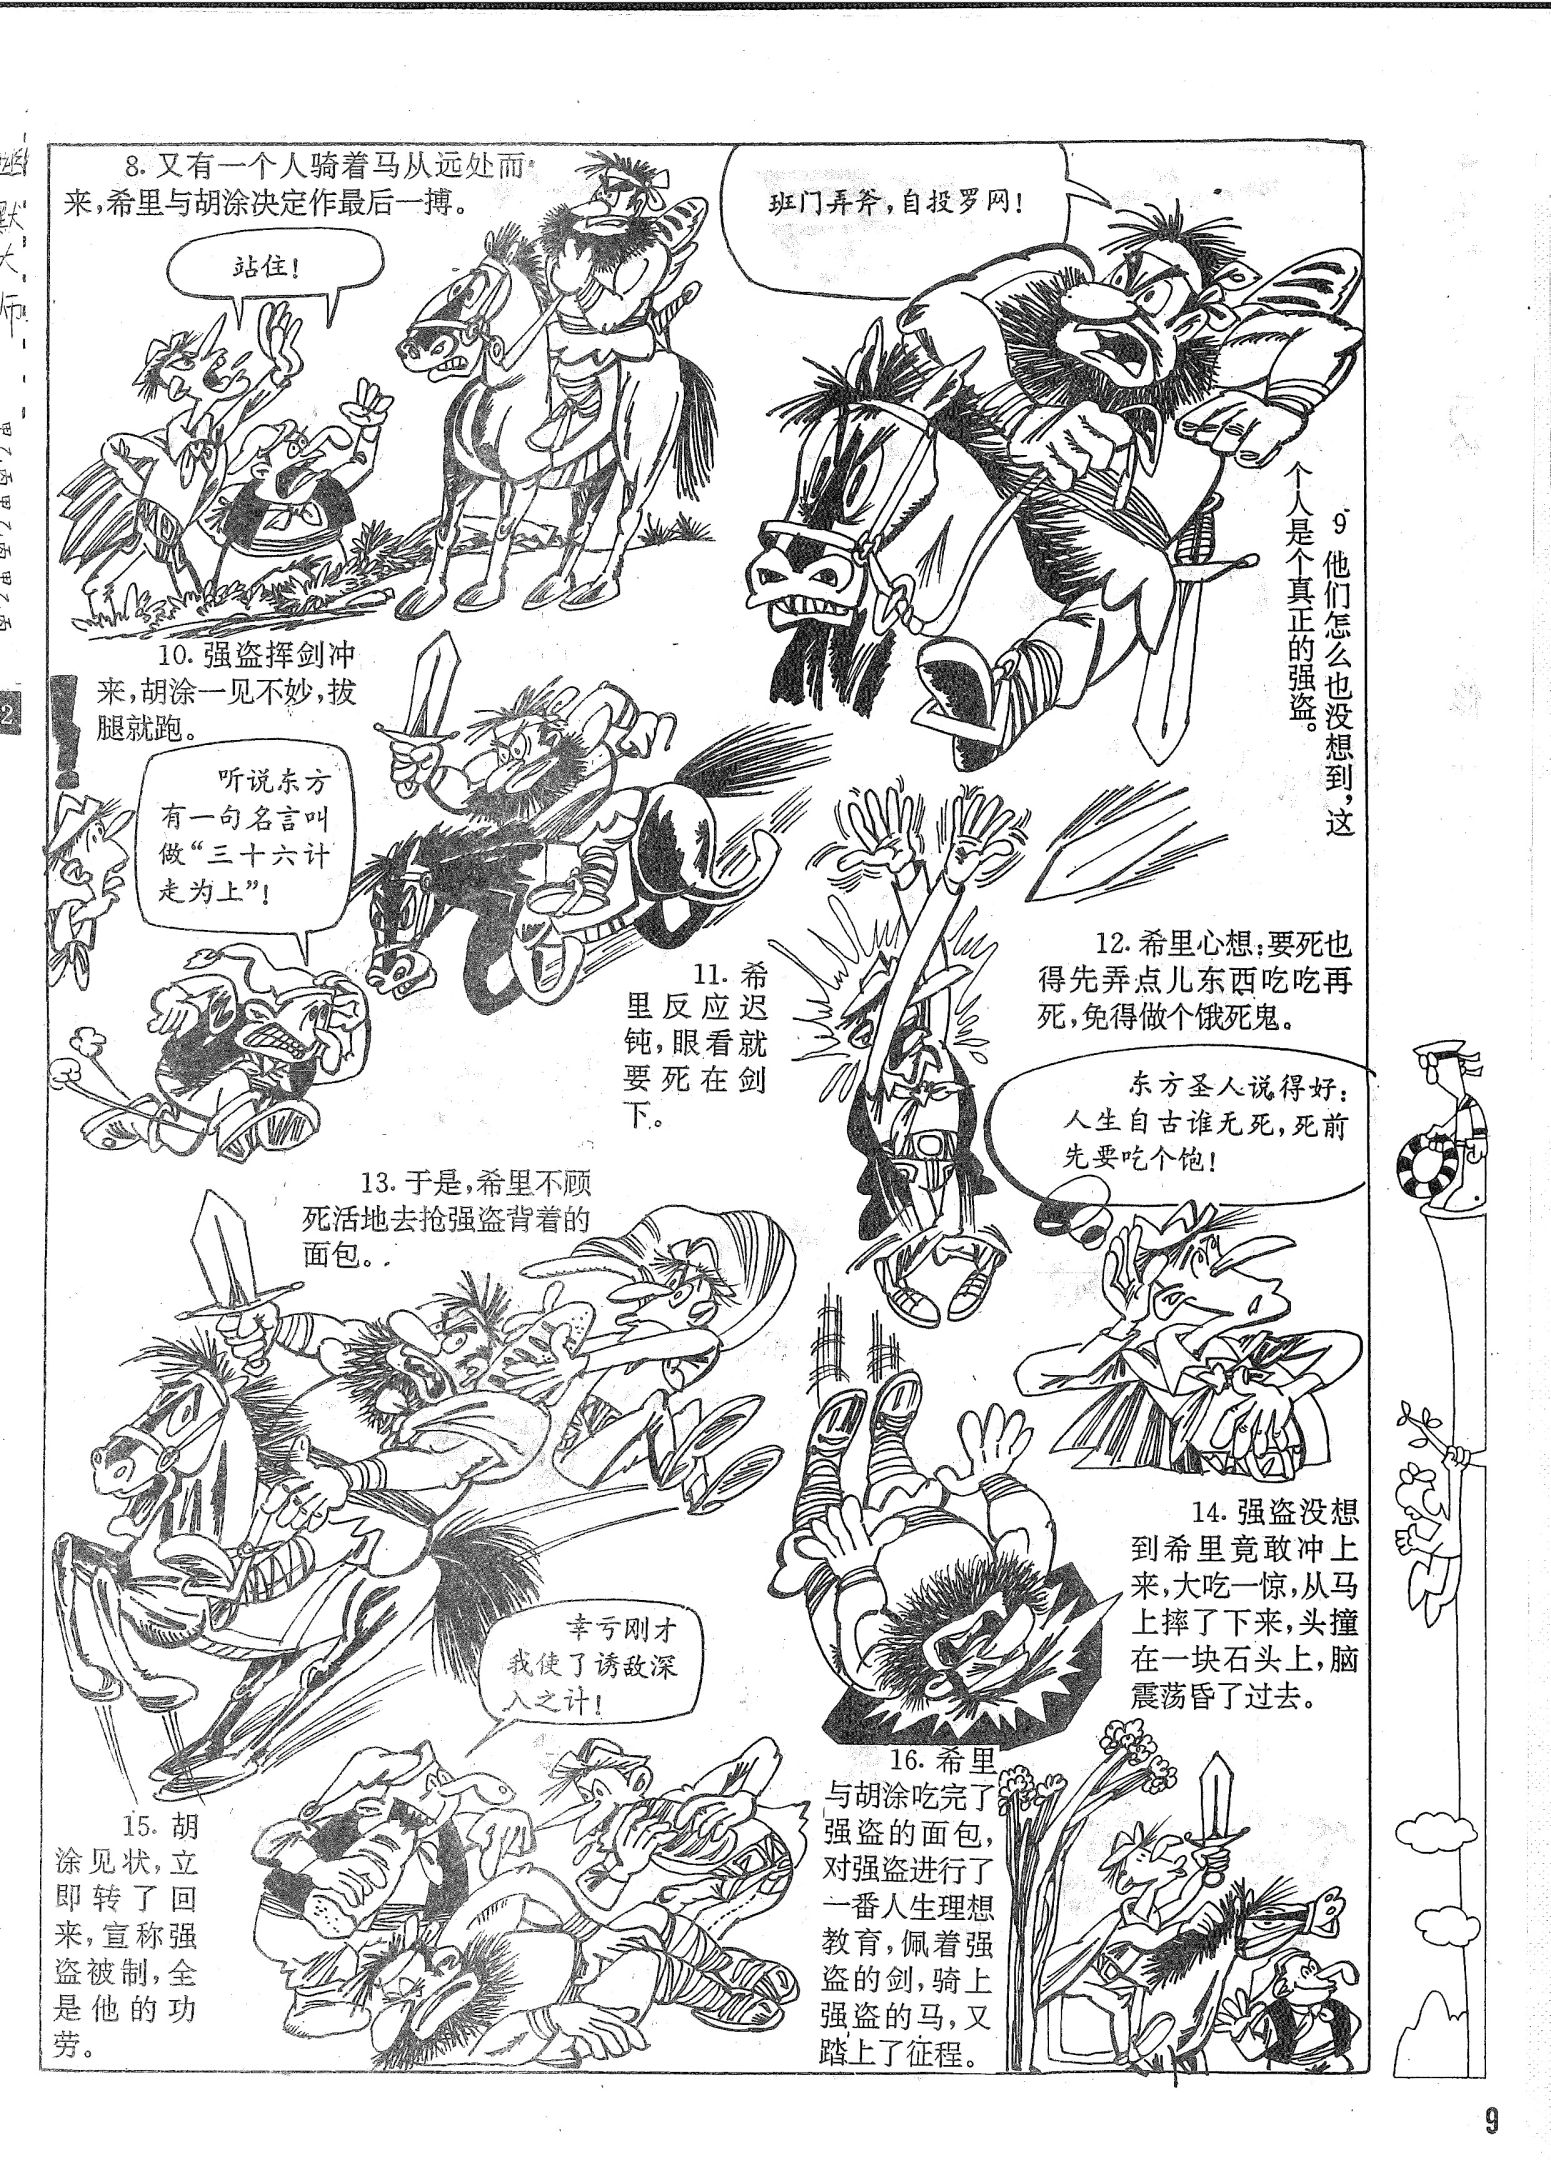 8. 又有一个人骑着马从远处而
来，希里与胡涂决定作最后一搏。
站住！
班门弄斧，自投罗网！
9 他们怎么也没想到，这
个人是个真正的强盗。
10. 强盗挥剑冲
来，胡涂一见不妙，拔
腿就跑。
听说东方
有一句名言叫
做“三十六计
走为上”！
11. 希
里反应迟
钝，眼看就
要死在剑
下。
12. 希里心想：要死也
得先弄点儿东西吃吃再
死，免得做个饿死鬼。
东方圣人说得好：
人生自古谁无死，死前
先要吃个饱！
13. 于是，希里不顾
死活地去抢强盗背着的
面包。
14. 强盗没想
到希里竟敢冲上
来，大吃一惊，从马
上摔了下来，头撞
在一块石头上，脑
震荡昏了过去。
幸亏刚才
我使了诱敌深
入之计！
15. 胡
涂见状，立
即转了回
来，宣称强
盗被制，全
是他的功
劳。
16. 希里
与胡涂吃完了
强盗的面包，
对强盗进行了
一番人生理想
教育，佩着强
盗的剑，骑上
强盗的马，又
踏上了征程。
默大师
2
9